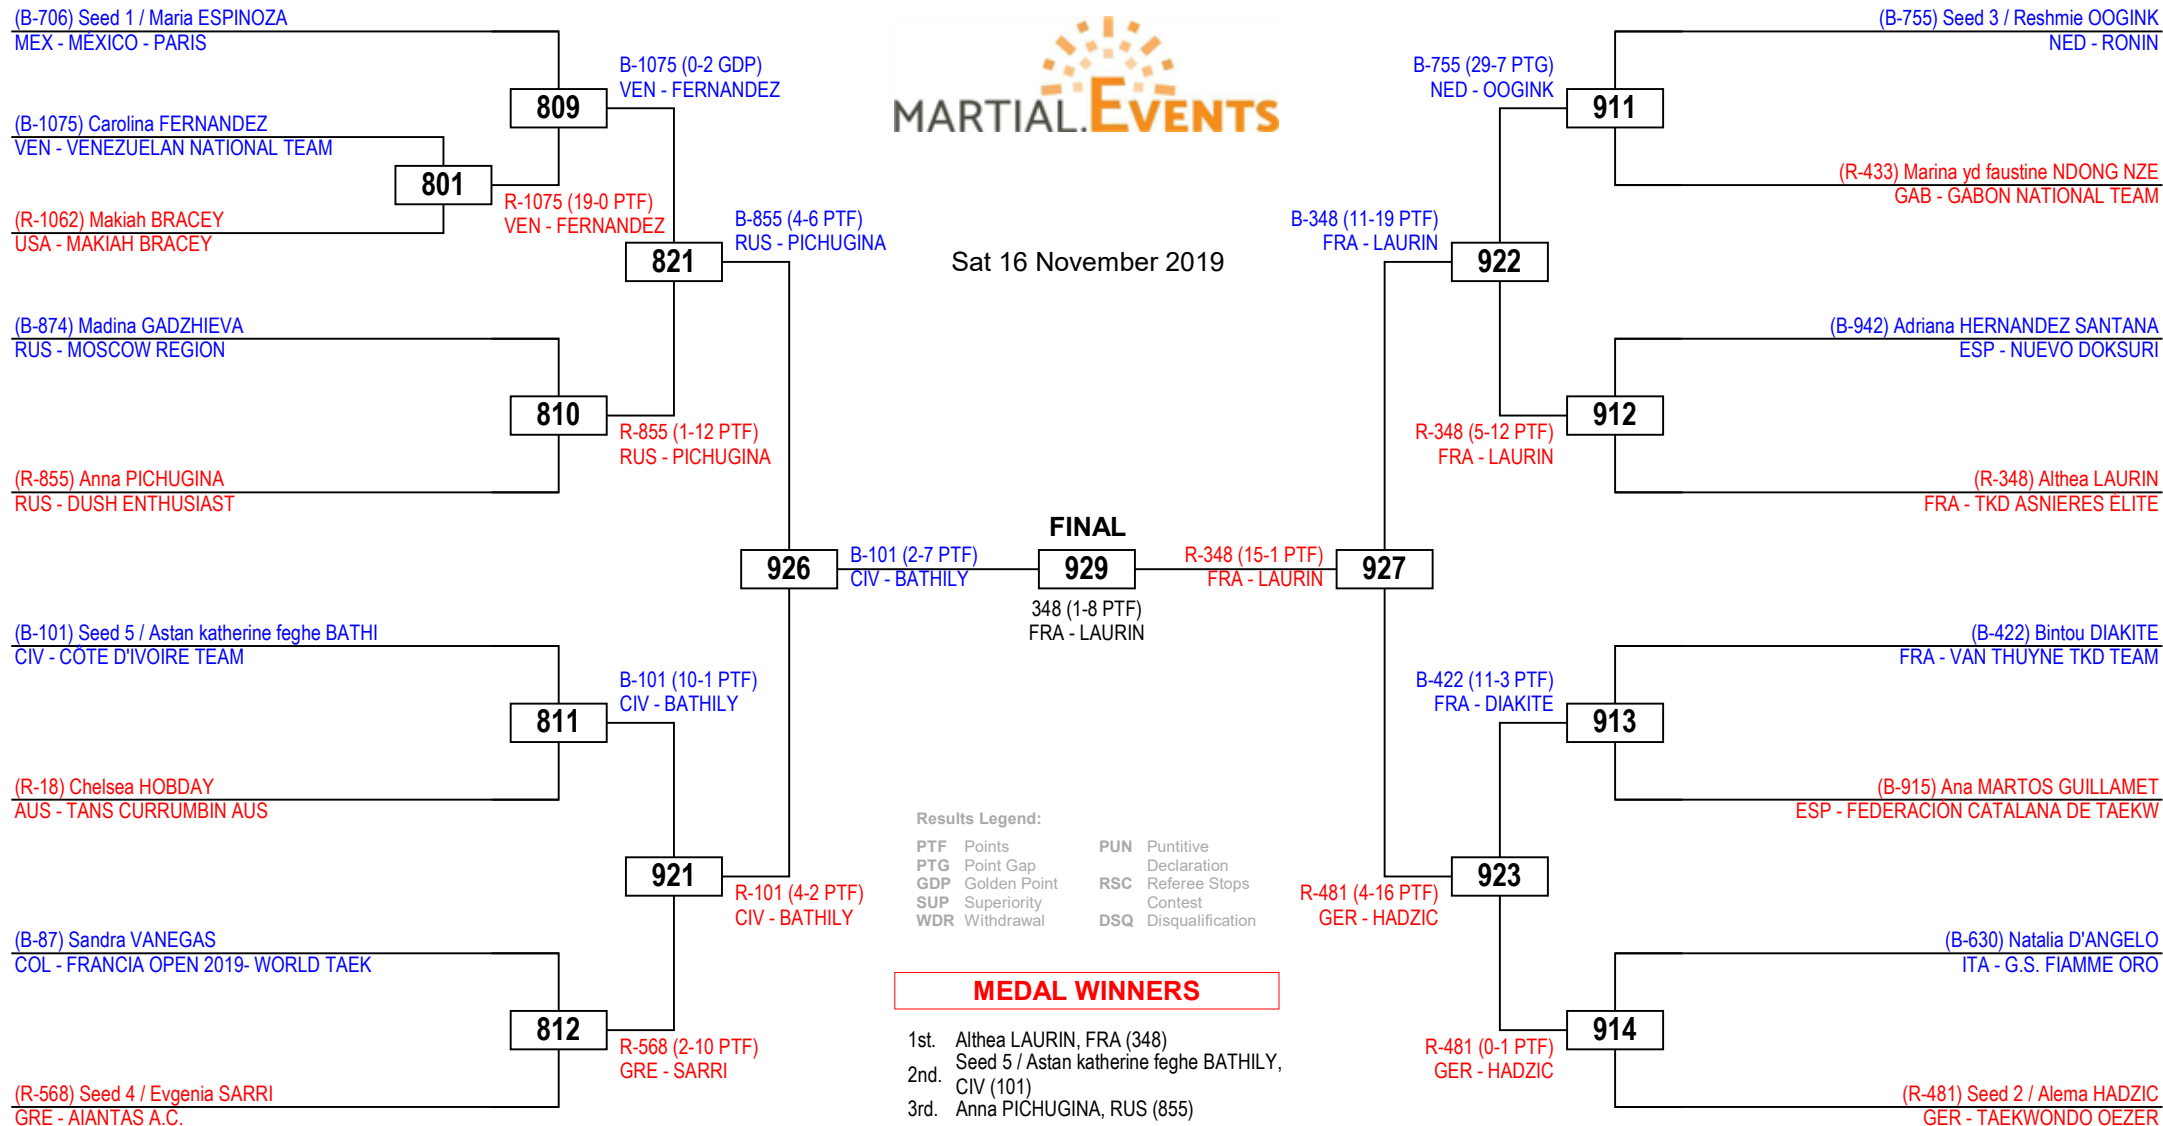 (B-706) Seed 1 / Maria ESPINOZA
MEX - MÉXICO - PARIS
(B-1075) Carolina FERNANDEZ
VEN - VENEZUELAN NATIONAL TEAM
(R-1062) Makiah BRACEY
USA - MAKIAH BRACEY
(B-874) Madina GADZHIEVA
RUS - MOSCOW REGION
(R-855) Anna PICHUGINA
RUS - DUSH ENTHUSIAST
(B-101) Seed 5 / Astan katherine feghe BATHI
CIV - CÔTE D'IVOIRE TEAM
(R-18) Chelsea HOBDAY
AUS - TANS CURRUMBIN AUS
(B-87) Sandra VANEGAS
COL - FRANCIA OPEN 2019- WORLD TAEK
(R-568) Seed 4 / Evgenia SARRI
GRE - AIANTAS A.C.
801
R-1075 (19-0 PTF)
VEN - FERNANDEZ
809
B-1075 (0-2 GDP)
VEN - FERNANDEZ
810
R-855 (1-12 PTF)
RUS - PICHUGINA
811
B-101 (10-1 PTF)
CIV - BATHILY
812
R-568 (2-10 PTF)
GRE - SARRI
821
B-855 (4-6 PTF)
RUS - PICHUGINA
921
R-101 (4-2 PTF)
CIV - BATHILY
926
B-101 (2-7 PTF)
CIV - BATHILY
MARTIAL.EVENTS
Sat 16 November 2019
FINAL
929
348 (1-8 PTF)
FRA - LAURIN
R-348 (15-1 PTF)
FRA - LAURIN
927
B-348 (11-19 PTF)
FRA - LAURIN
922
R-481 (4-16 PTF)
GER - HADZIC
923
B-755 (29-7 PTG)
NED - OOGINK
911
R-348 (5-12 PTF)
FRA - LAURIN
912
B-422 (11-3 PTF)
FRA - DIAKITE
913
R-481 (0-1 PTF)
GER - HADZIC
914
(B-755) Seed 3 / Reshmie OOGINK
NED - RONIN
(R-433) Marina yd faustine NDONG NZE
GAB - GABON NATIONAL TEAM
(B-942) Adriana HERNANDEZ SANTANA
ESP - NUEVO DOKSURI
(R-348) Althea LAURIN
FRA - TKD ASNIERES ÉLITE
(B-422) Bintou DIAKITE
FRA - VAN THUYNE TKD TEAM
(B-915) Ana MARTOS GUILLAMET
ESP - FEDERACIÓN CATALANA DE TAEKW
(B-630) Natalia D'ANGELO
ITA - G.S. FIAMME ORO
(R-481) Seed 2 / Alema HADZIC
GER - TAEKWONDO OEZER
Results Legend:
PTF Points
PTG Point Gap
GDP Golden Point
SUP Superiority
WDR Withdrawal
PUN Puntitive
Declaration
RSC Referee Stops
Contest
DSQ Disqualification
MEDAL WINNERS
1st. Althea LAURIN, FRA (348)
2nd. Seed 5 / Astan katherine feghe BATHILY,
CIV (101)
3rd. Anna PICHUGINA, RUS (855)